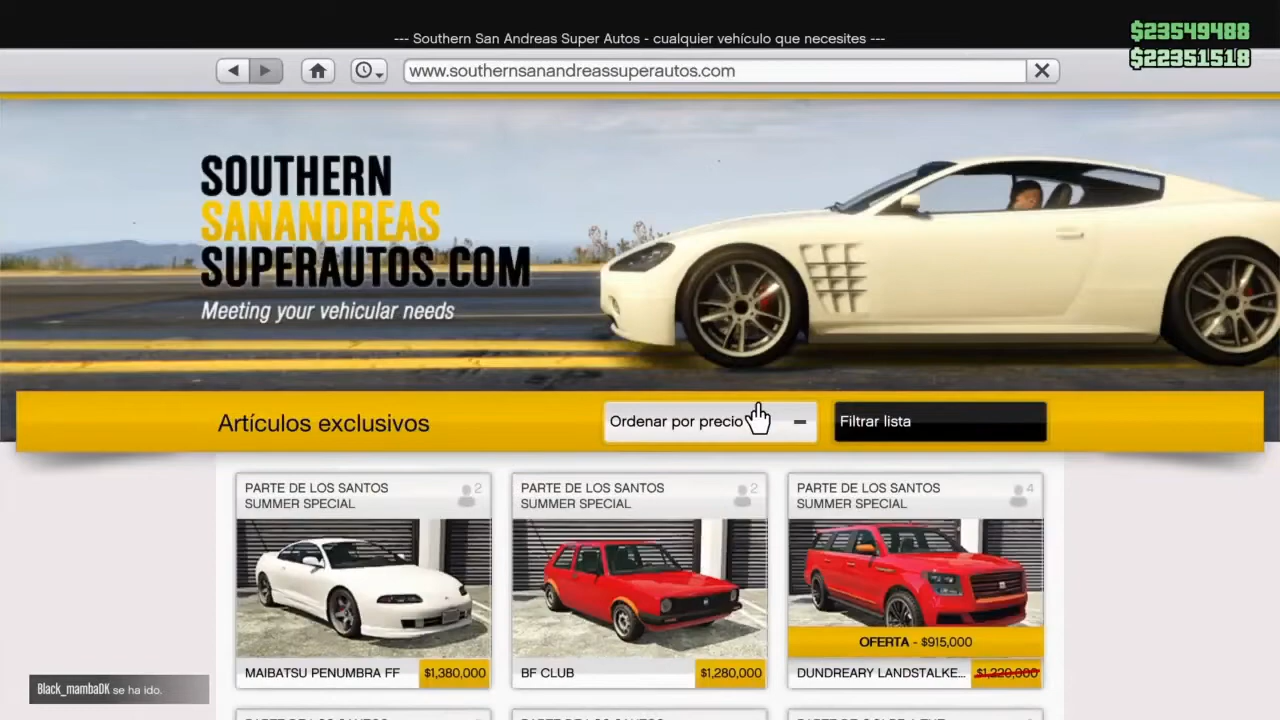 --- Southern San Andreas Super Autos - cualquier vehículo que necesites ---
$23549488
$22351518
www.southernsanandreassuperautos.com
SOUTHERN
SANANDREAS
SUPERAUTOS.COM
Meeting your vehicular needs
Artículos exclusivos
Ordenar por precio
Filtrar lista
PARTE DE LOS SANTOS
SUMMER SPECIAL
2
MAIBATSU PENUMBRA FF
$1,380,000
PARTE DE LOS SANTOS
SUMMER SPECIAL
2
BF CLUB
$1,280,000
PARTE DE LOS SANTOS
SUMMER SPECIAL
4
OFERTA - $915,000
DUNDREARY LANDSTALKE...
$1,220,000
Black_mambaDK se ha ido.